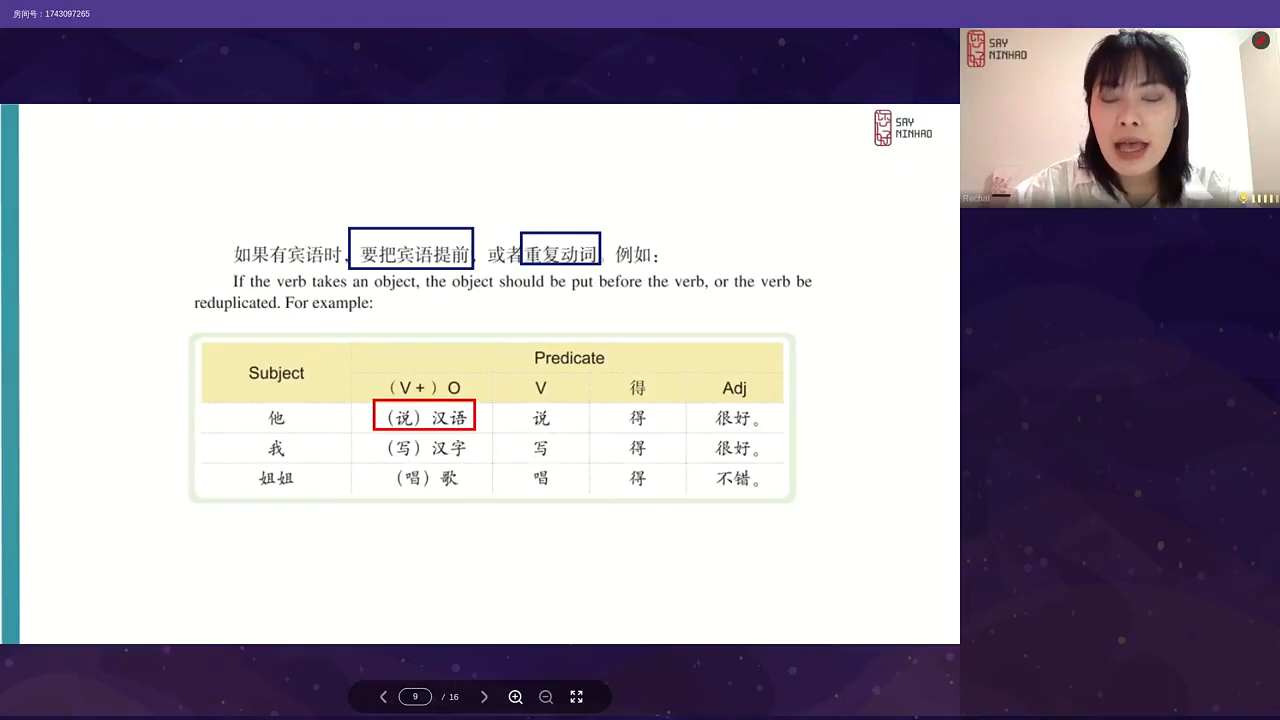 房间号：1743097265
SAY
NINHAO
SAY
NINHAO
Rechal
如果有宾语时，要把宾语提前，或者重复动词。例如：
If the verb takes an object, the object should be put before the verb, or the verb be
reduplicated. For example:
Subject Predicate
（V + ）O V 得 Adj
他 （说）汉语 说 得 很好。
我 （写）汉字 写 得 很好。
姐姐 （唱）歌 唱 得 不错。
9 / 16